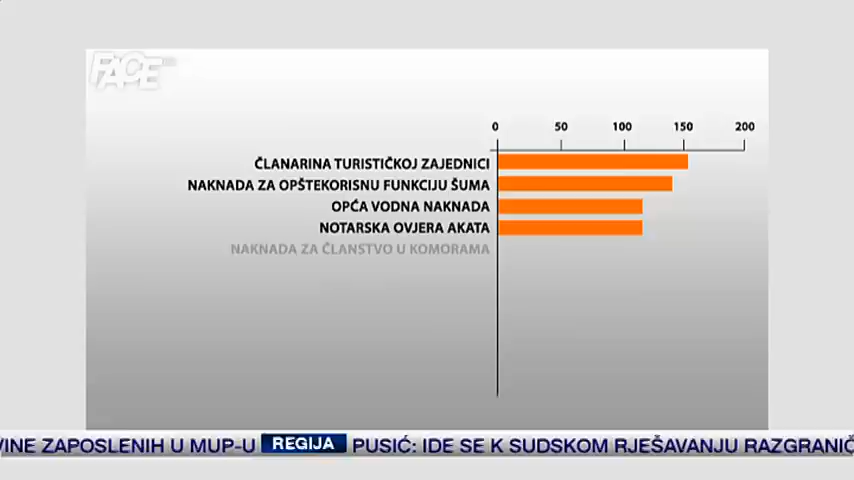 FACE
0 50 100 150 200
ČLANARINA TURISTIČKOJ ZAJEDNICI
NAKNADA ZA OPŠTEKORISNU FUNKCIJU ŠUMA
OPĆA VODNA NAKNADA
NOTARSKA OVJERA AKATA
NAKNADA ZA ČLANSTVO U KOMORAMA
VINE ZAPOSLENIH U MUP-U REGIJA PUSIĆ: IDE SE K SUDSKOM RJEŠAVANJU RAZGRANIČ